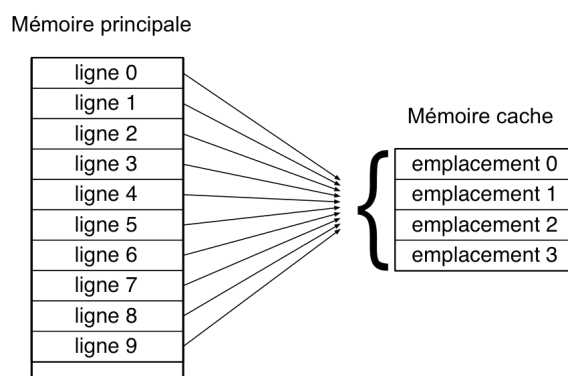 Mémoire principale
ligne 0
ligne 1
ligne 2
ligne 3
ligne 4
ligne 5
ligne 6
ligne 7
ligne 8
ligne 9
Mémoire cache
emplacement 0
emplacement 1
emplacement 2
emplacement 3